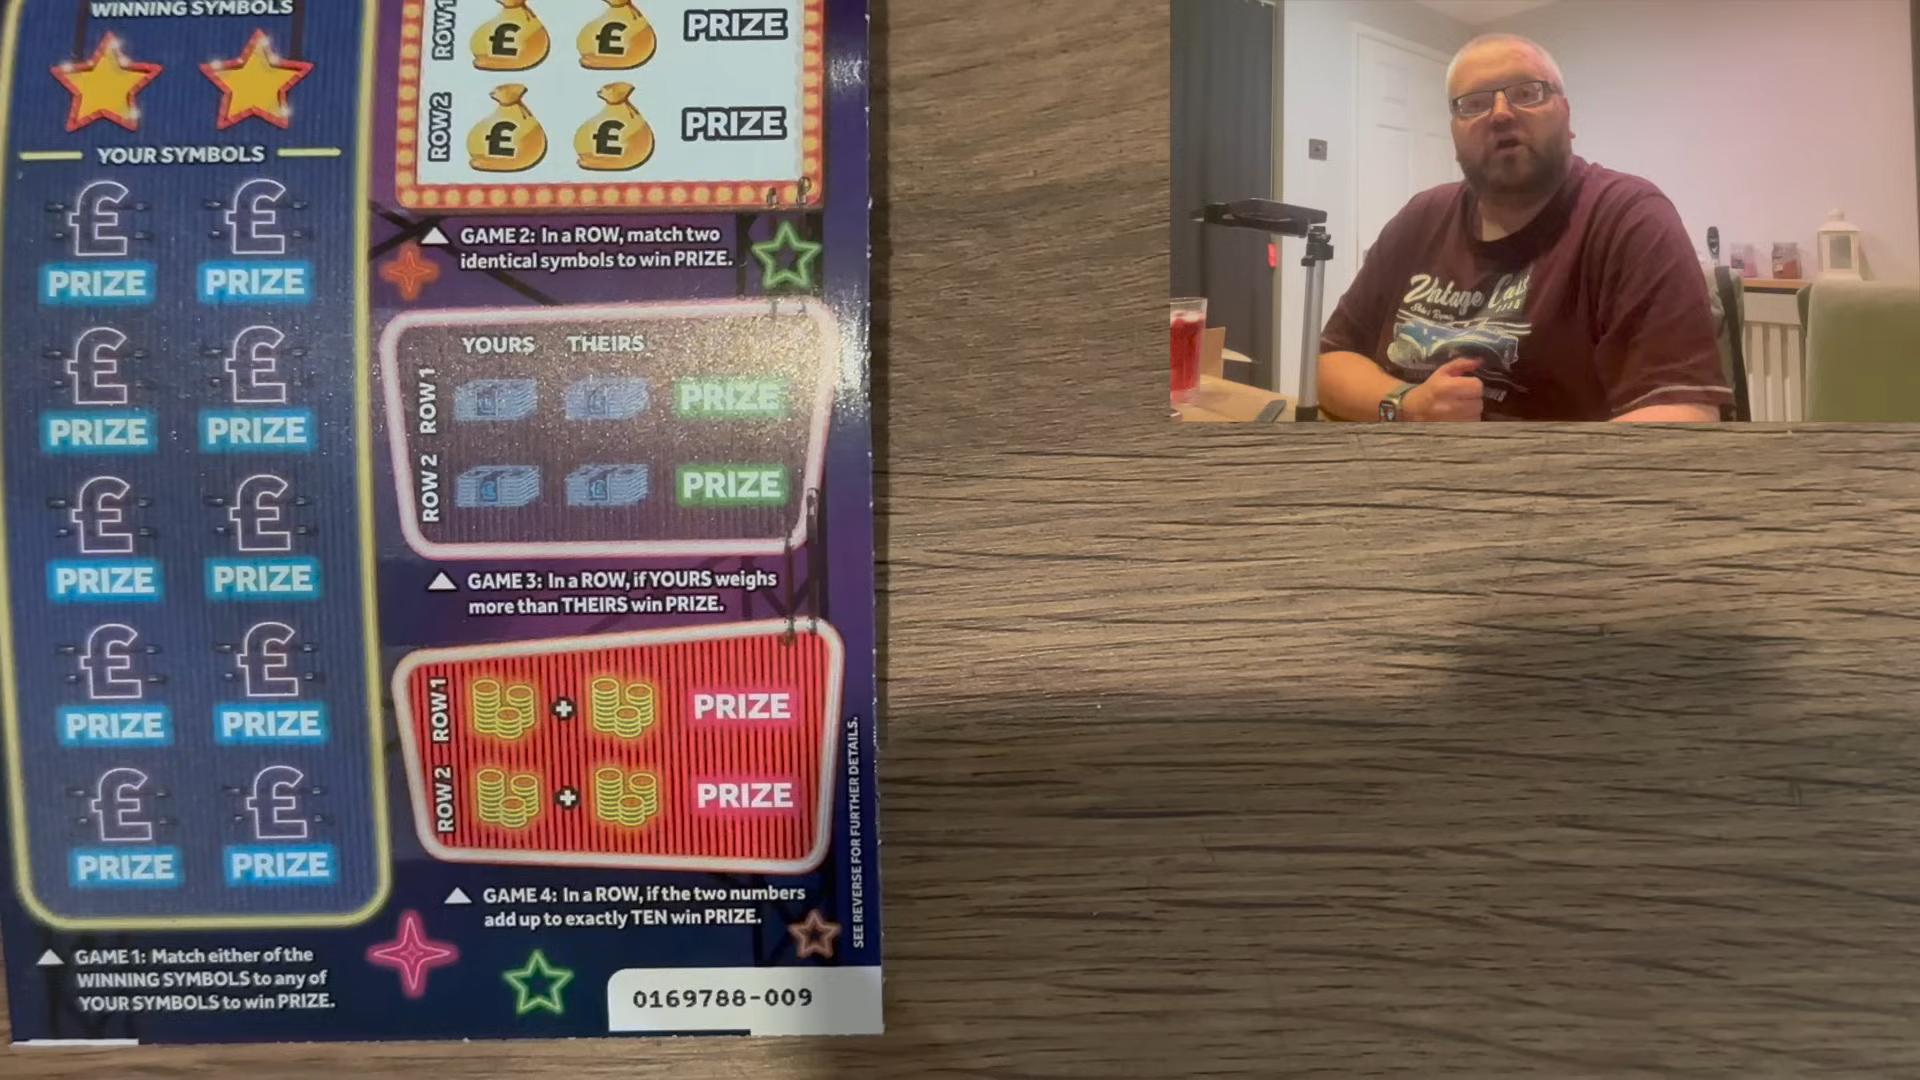 WINNING SYMBOLS
YOUR SYMBOLS
£ £
PRIZE PRIZE
£ £
PRIZE PRIZE
£ £
PRIZE PRIZE
£ £
PRIZE PRIZE
£ £
PRIZE PRIZE
GAME 1: Match either of the
WINNING SYMBOLS to any of
YOUR SYMBOLS to win PRIZE.
ROW 1 £ £ PRIZE
ROW 2 £ £ PRIZE
GAME 2: In a ROW, match two
identical symbols to win PRIZE.
YOURS THEIRS
ROW 1 PRIZE
ROW 2 PRIZE
GAME 3: In a ROW, if YOURS weighs
more than THEIRS win PRIZE.
ROW 1 + PRIZE
ROW 2 + PRIZE
GAME 4: In a ROW, if the two numbers
add up to exactly TEN win PRIZE.
SEE REVERSE FOR FURTHER DETAILS.
0169788-009
Vintage